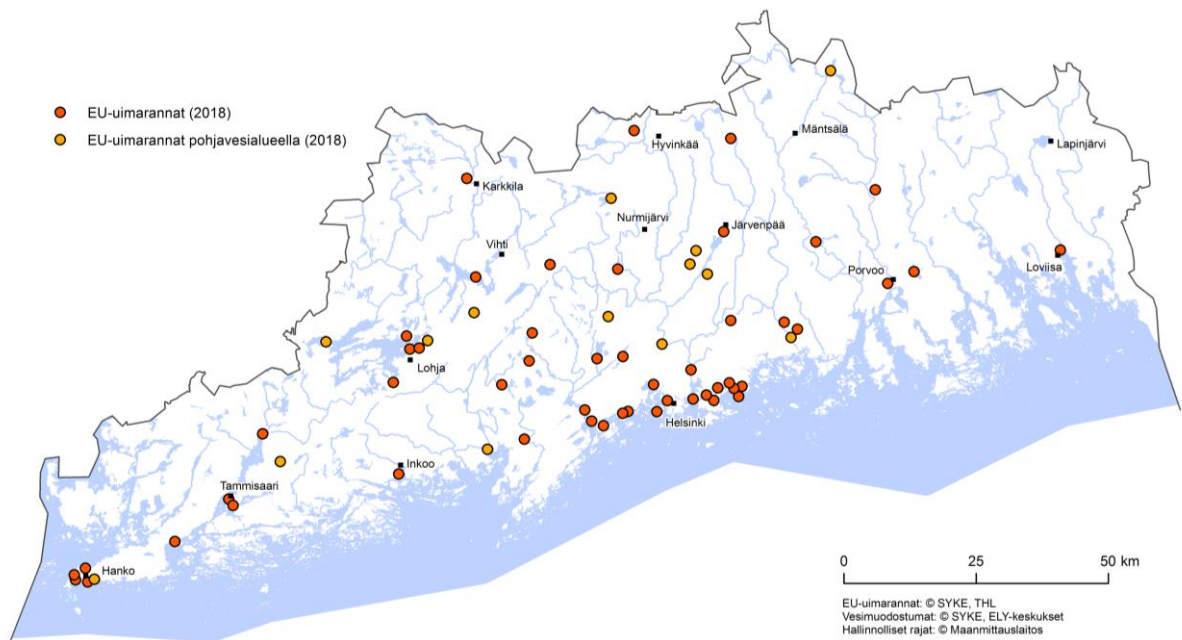 EU-uimarannat (2018)
EU-uimarannat pohjavesialueella (2018)
Mäntsälä
Hyvinkää
Lapinjärvi
Karkkila
Nurmijärvi
Järvenpää
Vihti
Loviisa
Porvoo
Lohja
Helsinki
Inkoo
Tammisaari
Hanko
0 25 50 km
EU-uimarannat: © SYKE, THL
Vesimuodostumat: © SYKE, ELY-keskukset
Hallinnolliset rajat: © Maanmittauslaitos